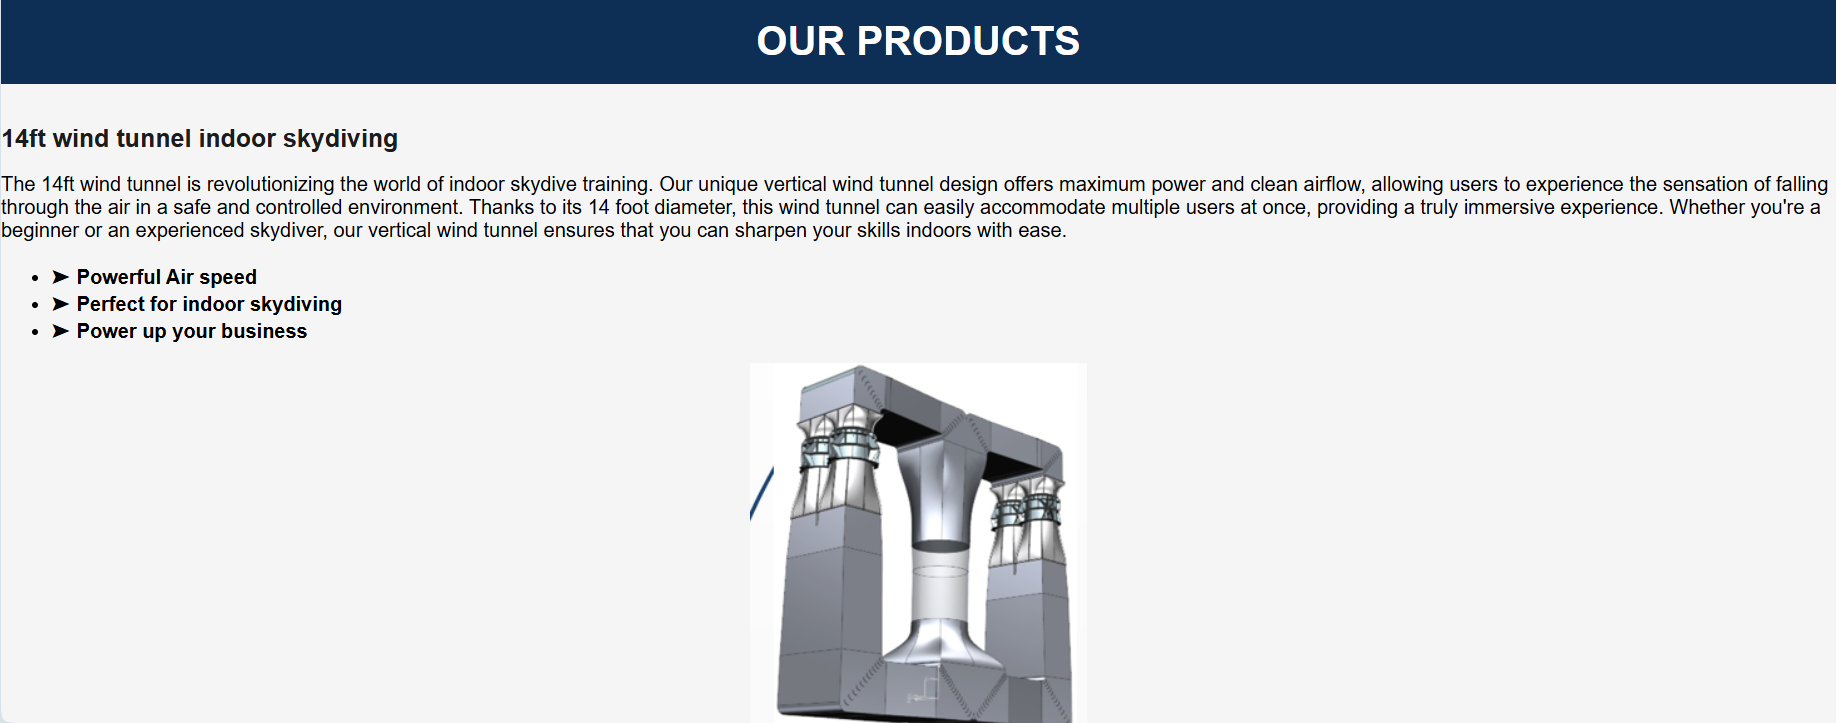 OUR PRODUCTS
14ft wind tunnel indoor skydiving
The 14ft wind tunnel is revolutionizing the world of indoor skydive training. Our unique vertical wind tunnel design offers maximum power and clean airflow, allowing users to experience the sensation of falling
through the air in a safe and controlled environment. Thanks to its 14 foot diameter, this wind tunnel can easily accommodate multiple users at once, providing a truly immersive experience. Whether you're a
beginner or an experienced skydiver, our vertical wind tunnel ensures that you can sharpen your skills indoors with ease.
• ➤ Powerful Air speed
• ➤ Perfect for indoor skydiving
• ➤ Power up your business